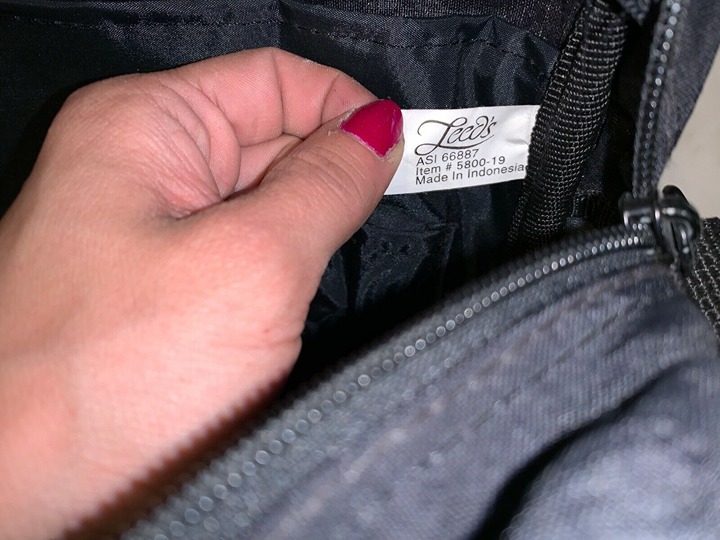 Leed's
ASI 66887
Item # 5800-19
Made In Indonesia